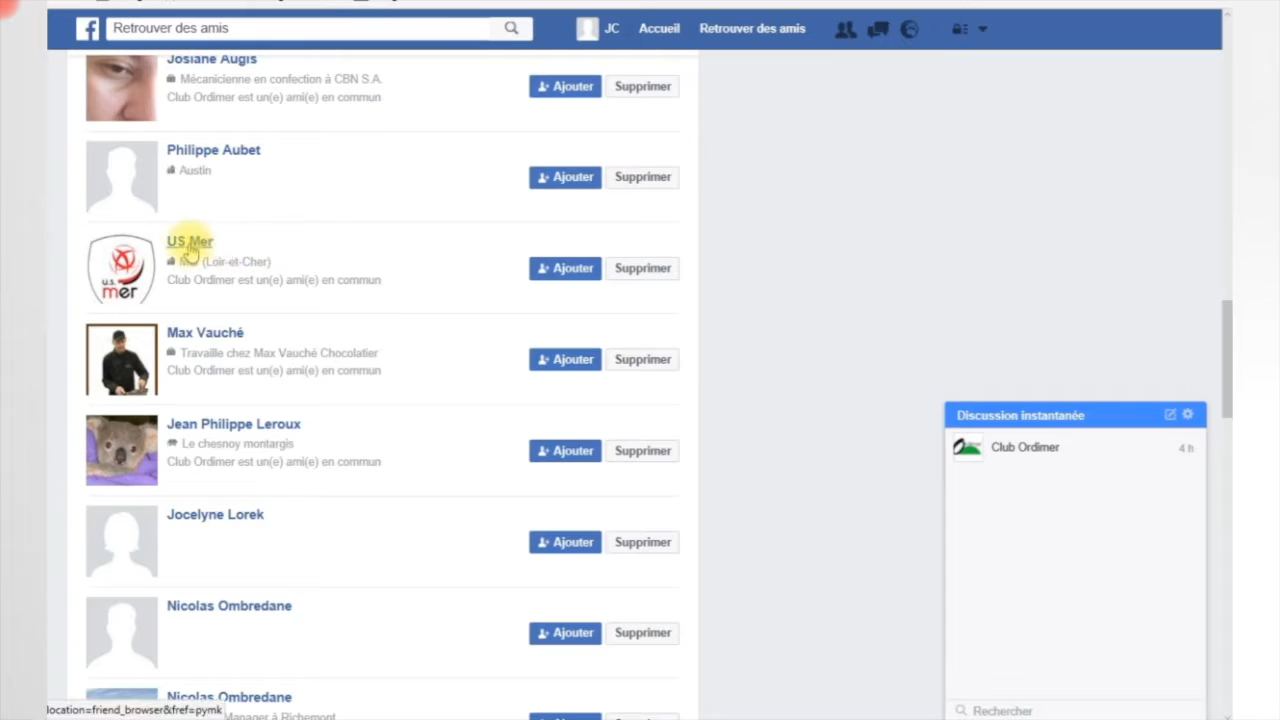 Retrouver des amis
JC Accueil Retrouver des amis
Josiane Augis
Mécanicienne en confection à CBN S.A.
Club Ordimer est un(e) ami(e) en commun
Ajouter Supprimer
Philippe Aubet
Austin
Ajouter Supprimer
US Mer
(Loir-et-Cher)
Club Ordimer est un(e) ami(e) en commun
Ajouter Supprimer
u.s.
mer
Max Vauché
Travaille chez Max Vauché Chocolatier
Club Ordimer est un(e) ami(e) en commun
Ajouter Supprimer
Jean Philippe Leroux
Le chesnoy montargis
Club Ordimer est un(e) ami(e) en commun
Ajouter Supprimer
Jocelyne Lorek
Ajouter Supprimer
Nicolas Ombredane
Ajouter Supprimer
Nicolas Ombredane
Manager à Richemont
location=friend_browser&fref=pymk
Discussion instantanée
Club Ordimer 4 h
Rechercher